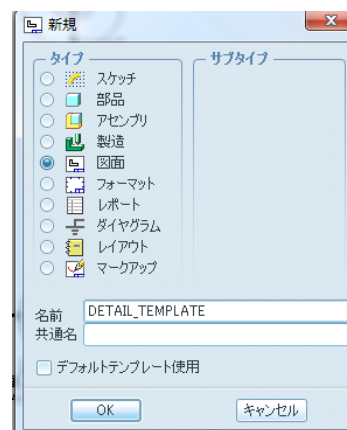 新規
タイプ
サブタイプ
スケッチ
部品
アセンブリ
製造
図面
フォーマット
レポート
ダイヤグラム
レイアウト
マークアップ
名前 DETAIL_TEMPLATE
共通名
デフォルトテンプレート使用
OK キャンセル